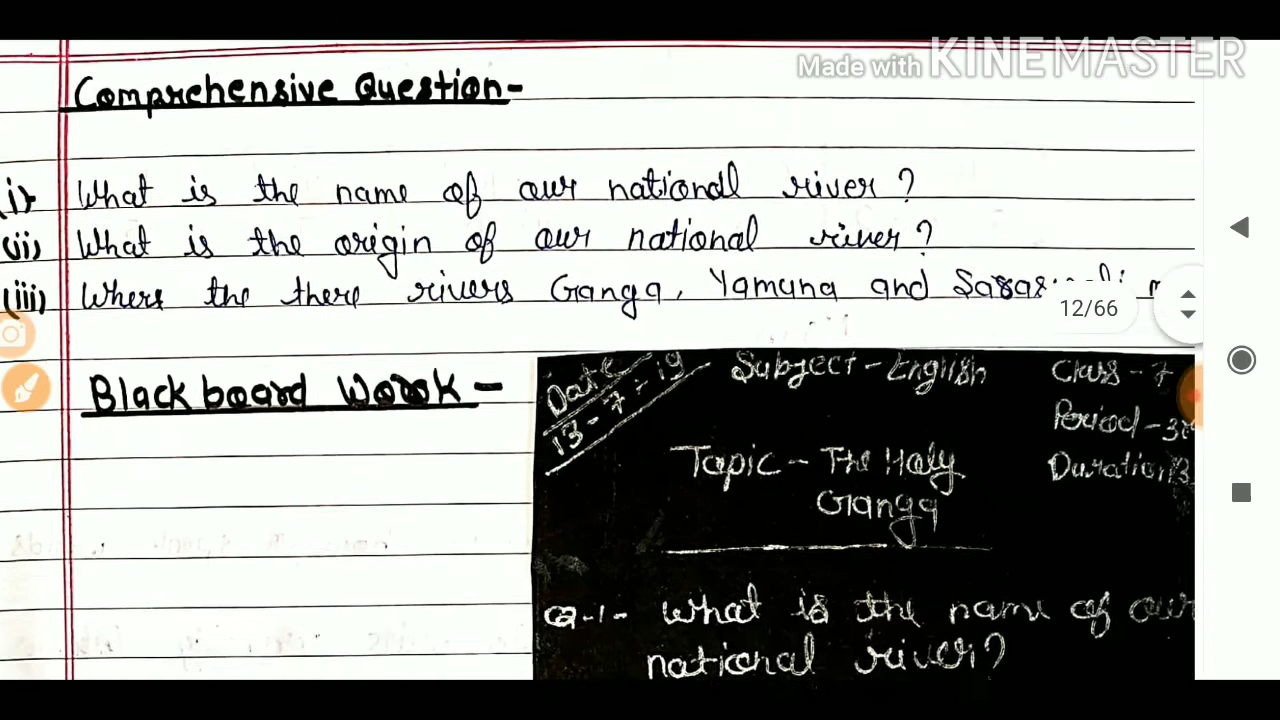 Made with KINEMASTER
Comprehensive Question-
(i) What is the name of our national river?
(ii) What is the origin of our national river?
(iii) Where the there rivers Ganga, Yamuna and
12/66
Blackboard Work -
Date
13-7-19
Subject - English
Class - 7
Period -
Topic - The Holy
Duration
Ganga
Q-1- What is the name of our
national river?